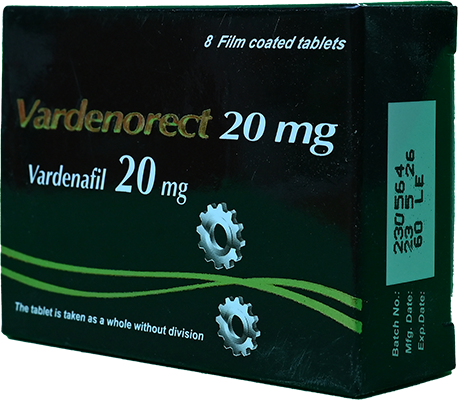 8 Film coated tablets
Vardenorect 20 mg
Vardenafil 20 mg
The tablet is taken as a whole without division
Batch No.:
Mfg. Date:
Exp.Date:
230564
23 5 26
60 LE